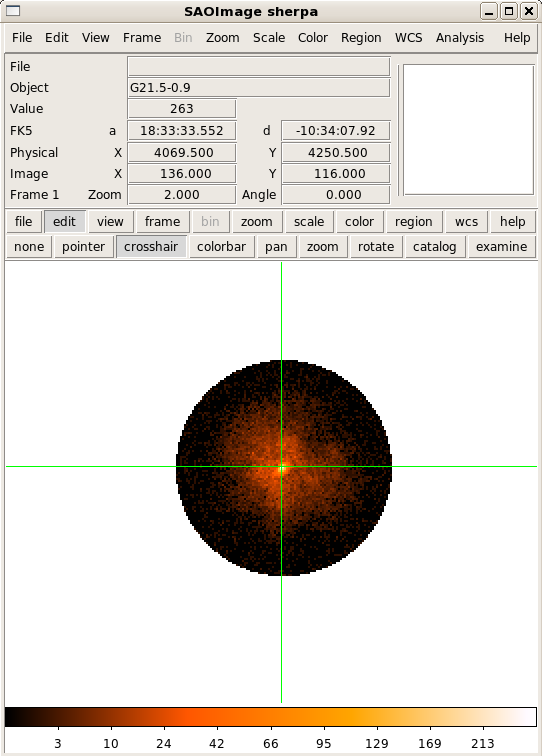 SAOImage sherpa
File Edit View Frame Bin Zoom Scale Color Region WCS Analysis Help
File
Object G21.5-0.9
Value 263
FK5 a 18:33:33.552 d -10:34:07.92
Physical X 4069.500 Y 4250.500
Image X 136.000 Y 116.000
Frame 1 Zoom 2.000 Angle 0.000
file edit view frame bin zoom scale color region wcs help
none pointer crosshair colorbar pan zoom rotate catalog examine
3 10 24 42 66 95 129 169 213